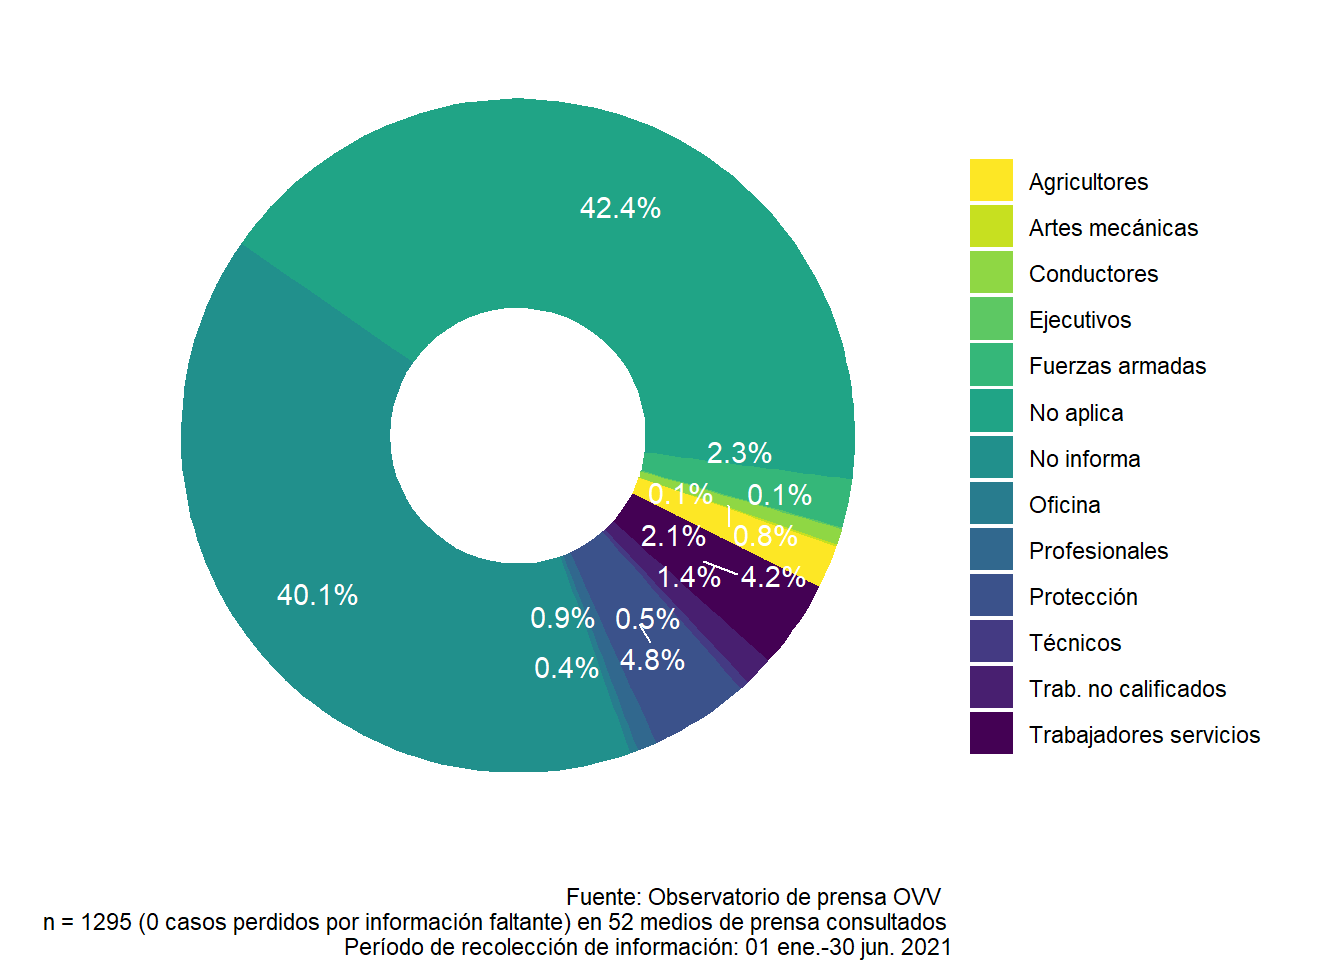 42.4%
2.3%
0.1% 0.1%
2.1% 0.8%
1.4% 4.2%
40.1%
0.9% 0.5%
0.4% 4.8%
Agricultores
Artes mecánicas
Conductores
Ejecutivos
Fuerzas armadas
No aplica
No informa
Oficina
Profesionales
Protección
Técnicos
Trab. no calificados
Trabajadores servicios
Fuente: Observatorio de prensa OVV
n = 1295 (0 casos perdidos por información faltante) en 52 medios de prensa consultados
Período de recolección de información: 01 ene.-30 jun. 2021